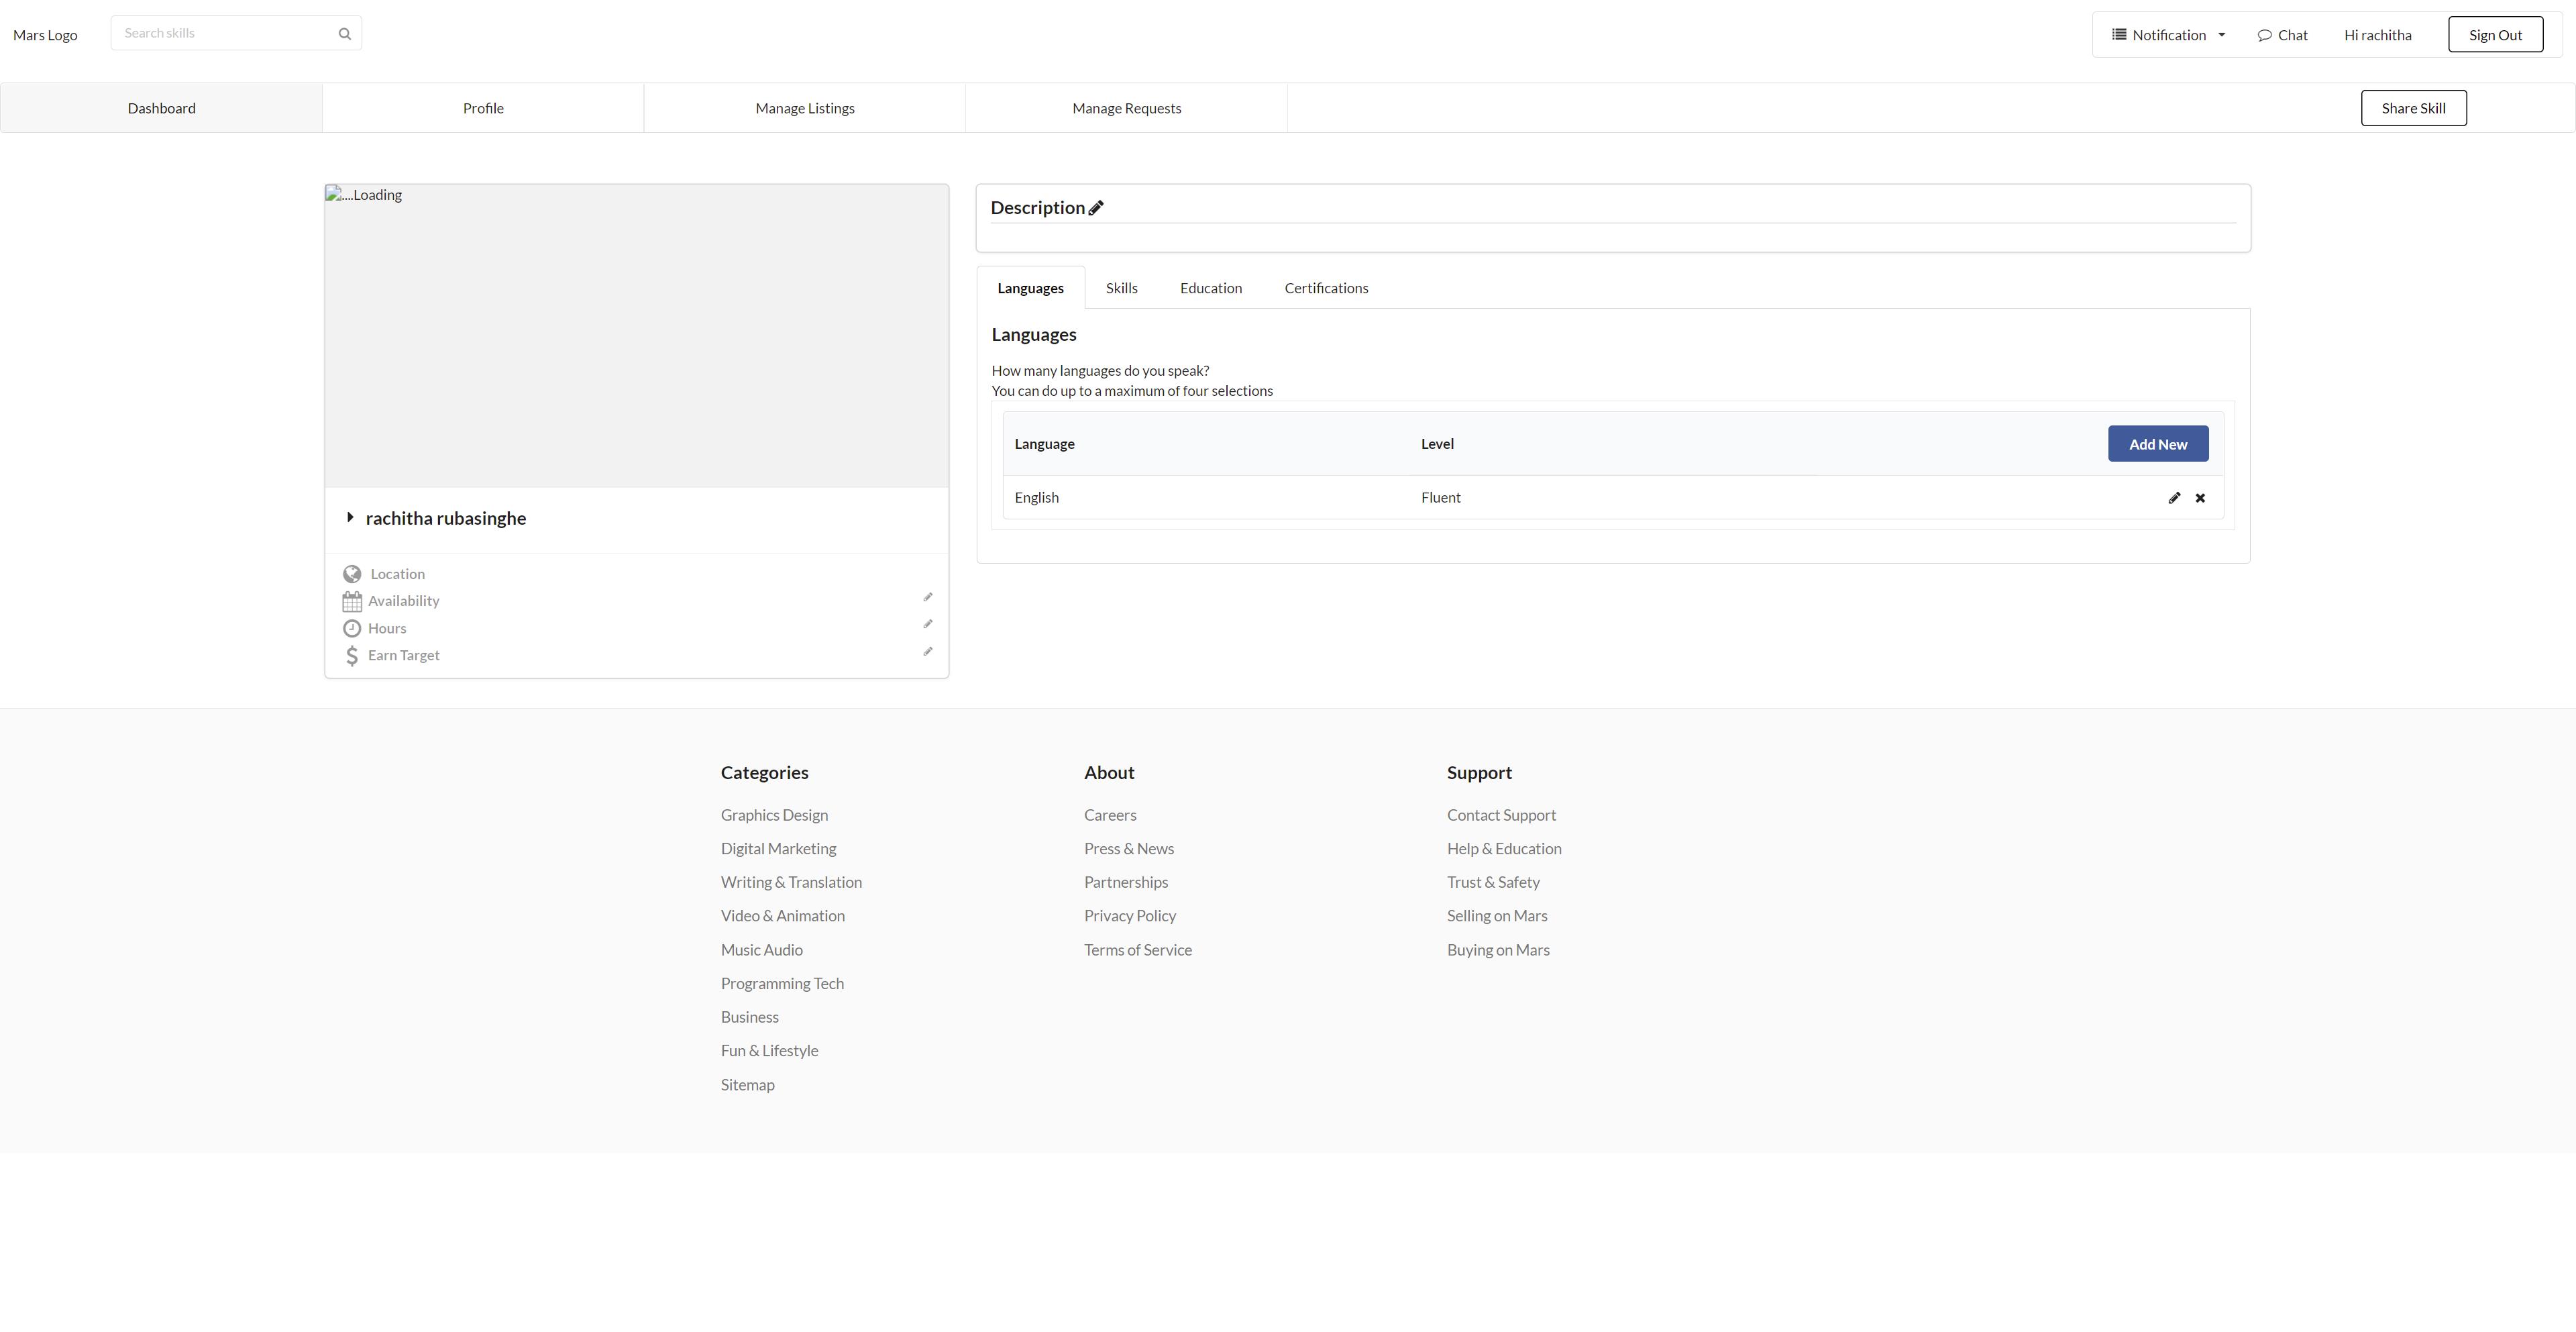 Mars Logo
Search skills
Notification
Chat
Hi rachitha
Sign Out
Dashboard
Profile
Manage Listings
Manage Requests
Share Skill
....Loading
rachitha rubasinghe
Location
Availability
Hours
Earn Target
Description
Languages
Skills
Education
Certifications
Languages
How many languages do you speak?
You can do up to a maximum of four selections
Language
Level
Add New
English
Fluent
Categories
Graphics Design
Digital Marketing
Writing & Translation
Video & Animation
Music Audio
Programming Tech
Business
Fun & Lifestyle
Sitemap
About
Careers
Press & News
Partnerships
Privacy Policy
Terms of Service
Support
Contact Support
Help & Education
Trust & Safety
Selling on Mars
Buying on Mars